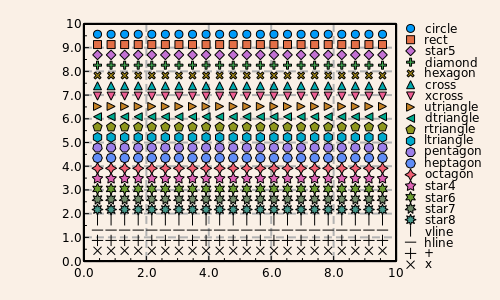 10
9.0
8.0
7.0
6.0
5.0
4.0
3.0
2.0
1.0
0.0
0.0 2.0 4.0 6.0 8.0 10
circle
rect
star5
diamond
hexagon
cross
xcross
utriangle
dtriangle
rtriangle
ltriangle
pentagon
heptagon
octagon
star4
star6
star7
star8
vline
hline
+
x